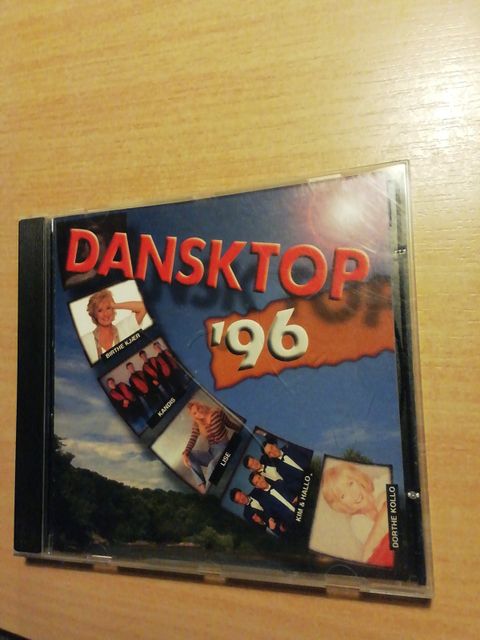 DANSKTOP
'96
BIRTHE KJÆR
KANDIS
LISE
KIM & HALLO
DORTHE KOLLO